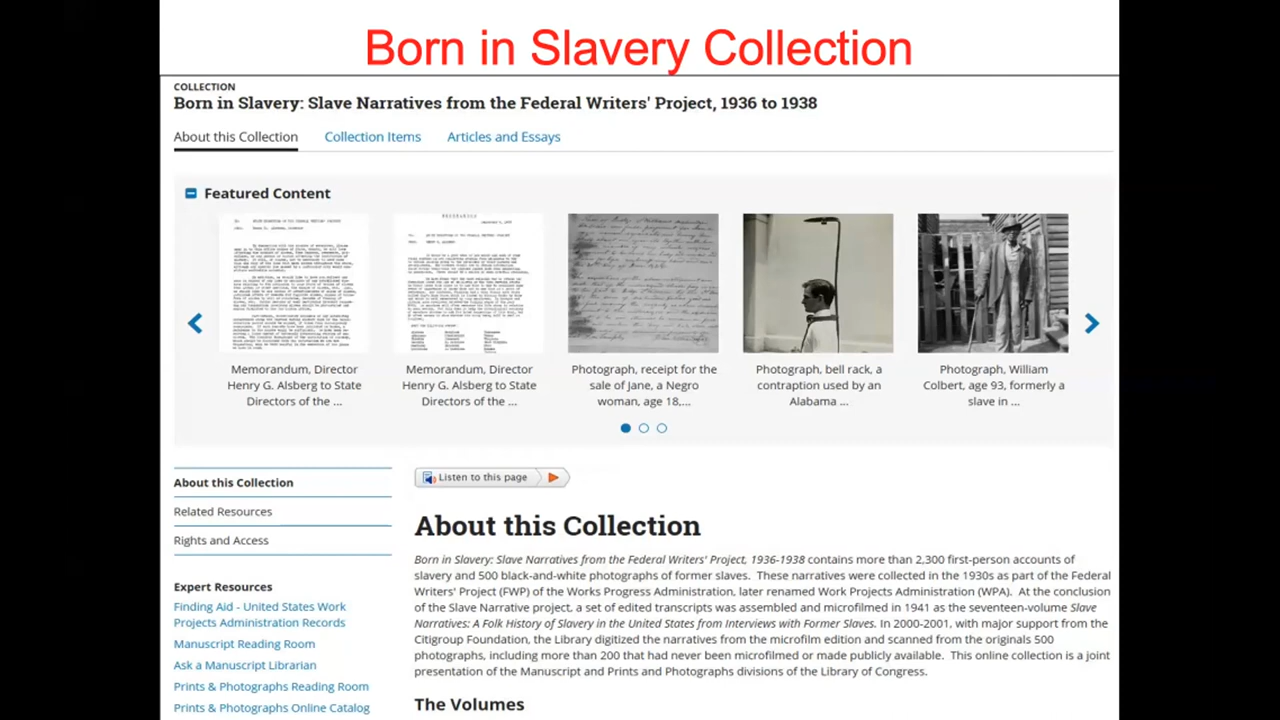 Born in Slavery Collection
COLLECTION
Born in Slavery: Slave Narratives from the Federal Writers' Project, 1936 to 1938
About this Collection
Collection Items
Articles and Essays
Featured Content
Memorandum, Director
Henry G. Alsberg to State
Directors of the ...
Memorandum, Director
Henry G. Alsberg to State
Directors of the ...
Photograph, receipt for the
sale of Jane, a Negro
woman, age 18,...
Photograph, bell rack, a
contraption used by an
Alabama ...
Photograph, William
Colbert, age 93, formerly a
slave in ...
About this Collection
Related Resources
Rights and Access
Expert Resources
Finding Aid - United States Work
Projects Administration Records
Manuscript Reading Room
Ask a Manuscript Librarian
Prints & Photographs Reading Room
Prints & Photographs Online Catalog
Listen to this page
About this Collection
Born in Slavery: Slave Narratives from the Federal Writers' Project, 1936-1938 contains more than 2,300 first-person accounts of
slavery and 500 black-and-white photographs of former slaves. These narratives were collected in the 1930s as part of the Federal
Writers' Project (FWP) of the Works Progress Administration, later renamed Work Projects Administration (WPA). At the conclusion
of the Slave Narrative project, a set of edited transcripts was assembled and microfilmed in 1941 as the seventeen-volume Slave
Narratives: A Folk History of Slavery in the United States from Interviews with Former Slaves. In 2000-2001, with major support from the
Citigroup Foundation, the Library digitized the narratives from the microfilm edition and scanned from the originals 500
photographs, including more than 200 that had never been microfilmed or made publicly available. This online collection is a joint
presentation of the Manuscript and Prints and Photographs divisions of the Library of Congress.
The Volumes